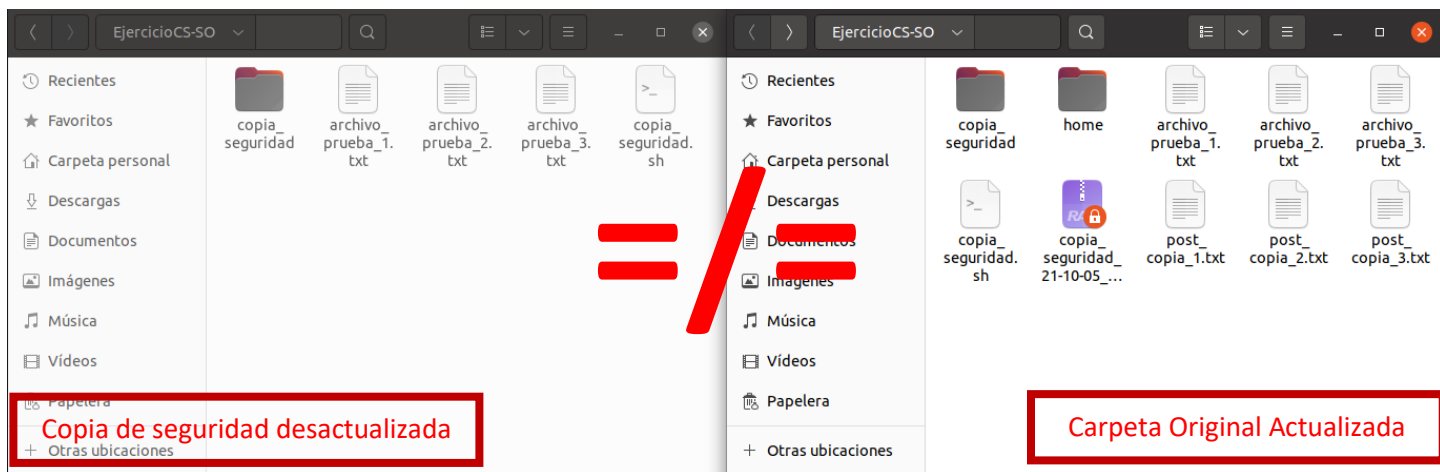 EjercicioCS-SO
Recientes
Favoritos
Carpeta personal
Descargas
Documentos
Imágenes
Música
Vídeos
Papelera
Otras ubicaciones
copia_
seguridad
archivo_
prueba_1.
txt
archivo_
prueba_2.
txt
archivo_
prueba_3.
txt
copia_
seguridad.
sh
Copia de seguridad desactualizada
=/=
EjercicioCS-SO
Recientes
Favoritos
Carpeta personal
Descargas
Documentos
Imágenes
Música
Vídeos
Papelera
Otras ubicaciones
copia_
seguridad
home
archivo_
prueba_1.
txt
archivo_
prueba_2.
txt
archivo_
prueba_3.
txt
copia_
seguridad.
sh
copia_
seguridad_
21-10-05_...
post_
copia_1.txt
post_
copia_2.txt
post_
copia_3.txt
Carpeta Original Actualizada